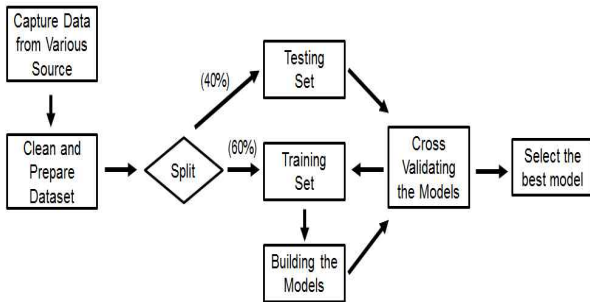 Capture Data
from Various
Source
Clean and
Prepare
Dataset
Split
(40%)
Testing
Set
(60%)
Training
Set
Building the
Models
Cross
Validating
the Models
Select the
best model